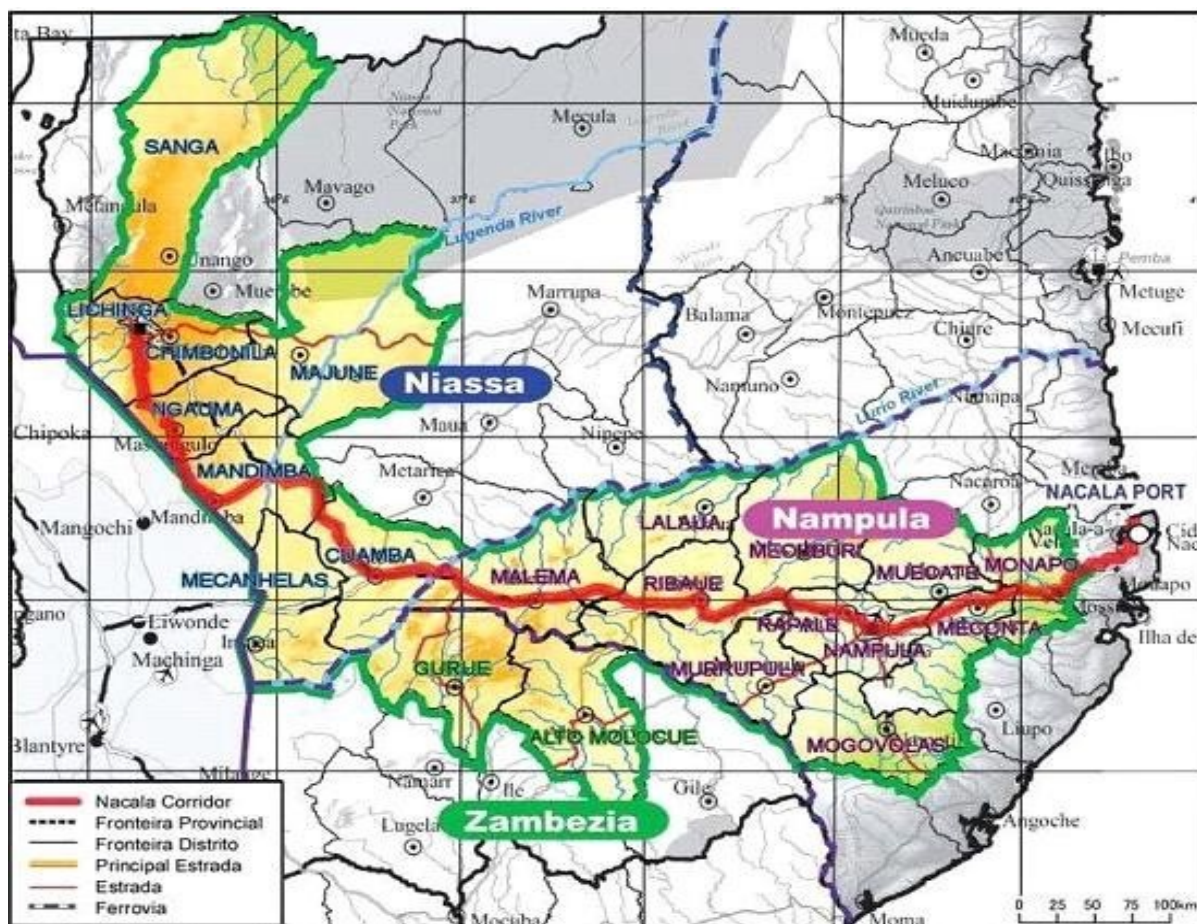 Mueda
Muidumbe
Mecula
SANGA
Mavago
Meluco
Metangula
Lugenda River
Unango
Ancuabe
Pemba
Metuge
LICHINGA
Marrupa
Balama
Montepuez
Mecufi
Chiure
CHIMBONILA
MAJUNE
Niassa
Namuno
Lurio River
NGAUMA
Chipoka
Maua
Nipepe
MANDIMBA
Metarica
Nacaroa
NACALA PORT
Mangochi
Mandimba
LALAUA
Nampula
MECUBURI
CUAMBA
MECANHELAS
MALEMA
RIBAUE
MUECATE
MONAPO
Liwonde
RAPALE
MECONTA
Ilha de
Machinga
GURUE
MURRUPULA
NAMPULA
ALTO MOLOCUE
MOGOVOLAS
Liupo
Blantyre
Milange
Namarr
Ile
Gile
Lugela
Zambezia
Angoche
Mocuba
Moma
Nacala Corridor
Fronteira Provincial
Fronteira Distrito
Principal Estrada
Estrada
Ferrovia
0 25 50 75 100km